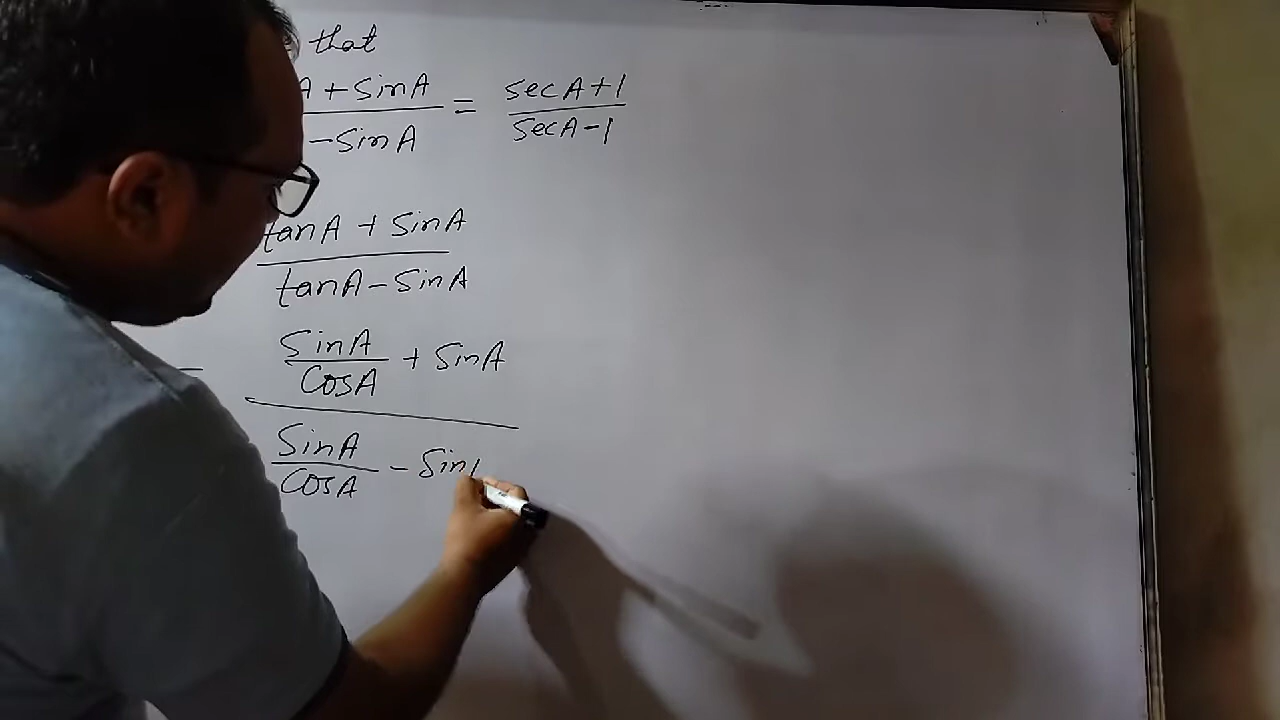 that
A + sinA / - sinA = secA+1 / secA-1
tanA + sinA
tanA - sinA
SinA / CosA + SinA
SinA / CosA - Sin